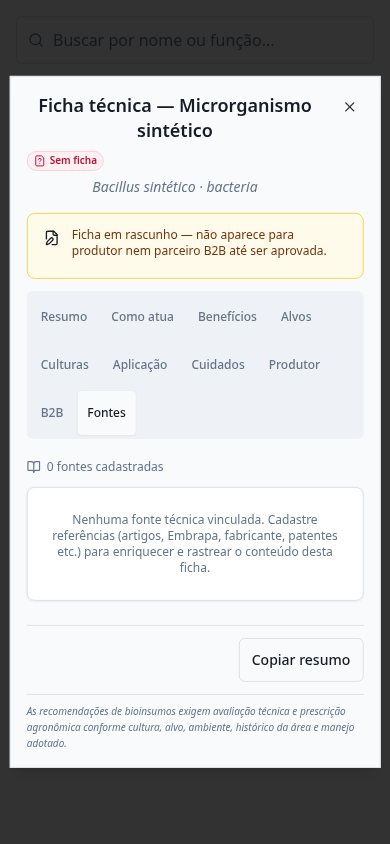 Buscar por nome ou função...
Ficha técnica — Microrganismo
sintético
Sem ficha
Bacillus sintético · bacteria
Ficha em rascunho — não aparece para
produtor nem parceiro B2B até ser aprovada.
Resumo Como atua Benefícios Alvos
Culturas Aplicação Cuidados Produtor
B2B Fontes
0 fontes cadastradas
Nenhuma fonte técnica vinculada. Cadastre
referências (artigos, Embrapa, fabricante, patentes
etc.) para enriquecer e rastrear o conteúdo desta
ficha.
Copiar resumo
As recomendações de bioinsumos exigem avaliação técnica e prescrição
agronômica conforme cultura, alvo, ambiente, histórico da área e manejo
adotado.